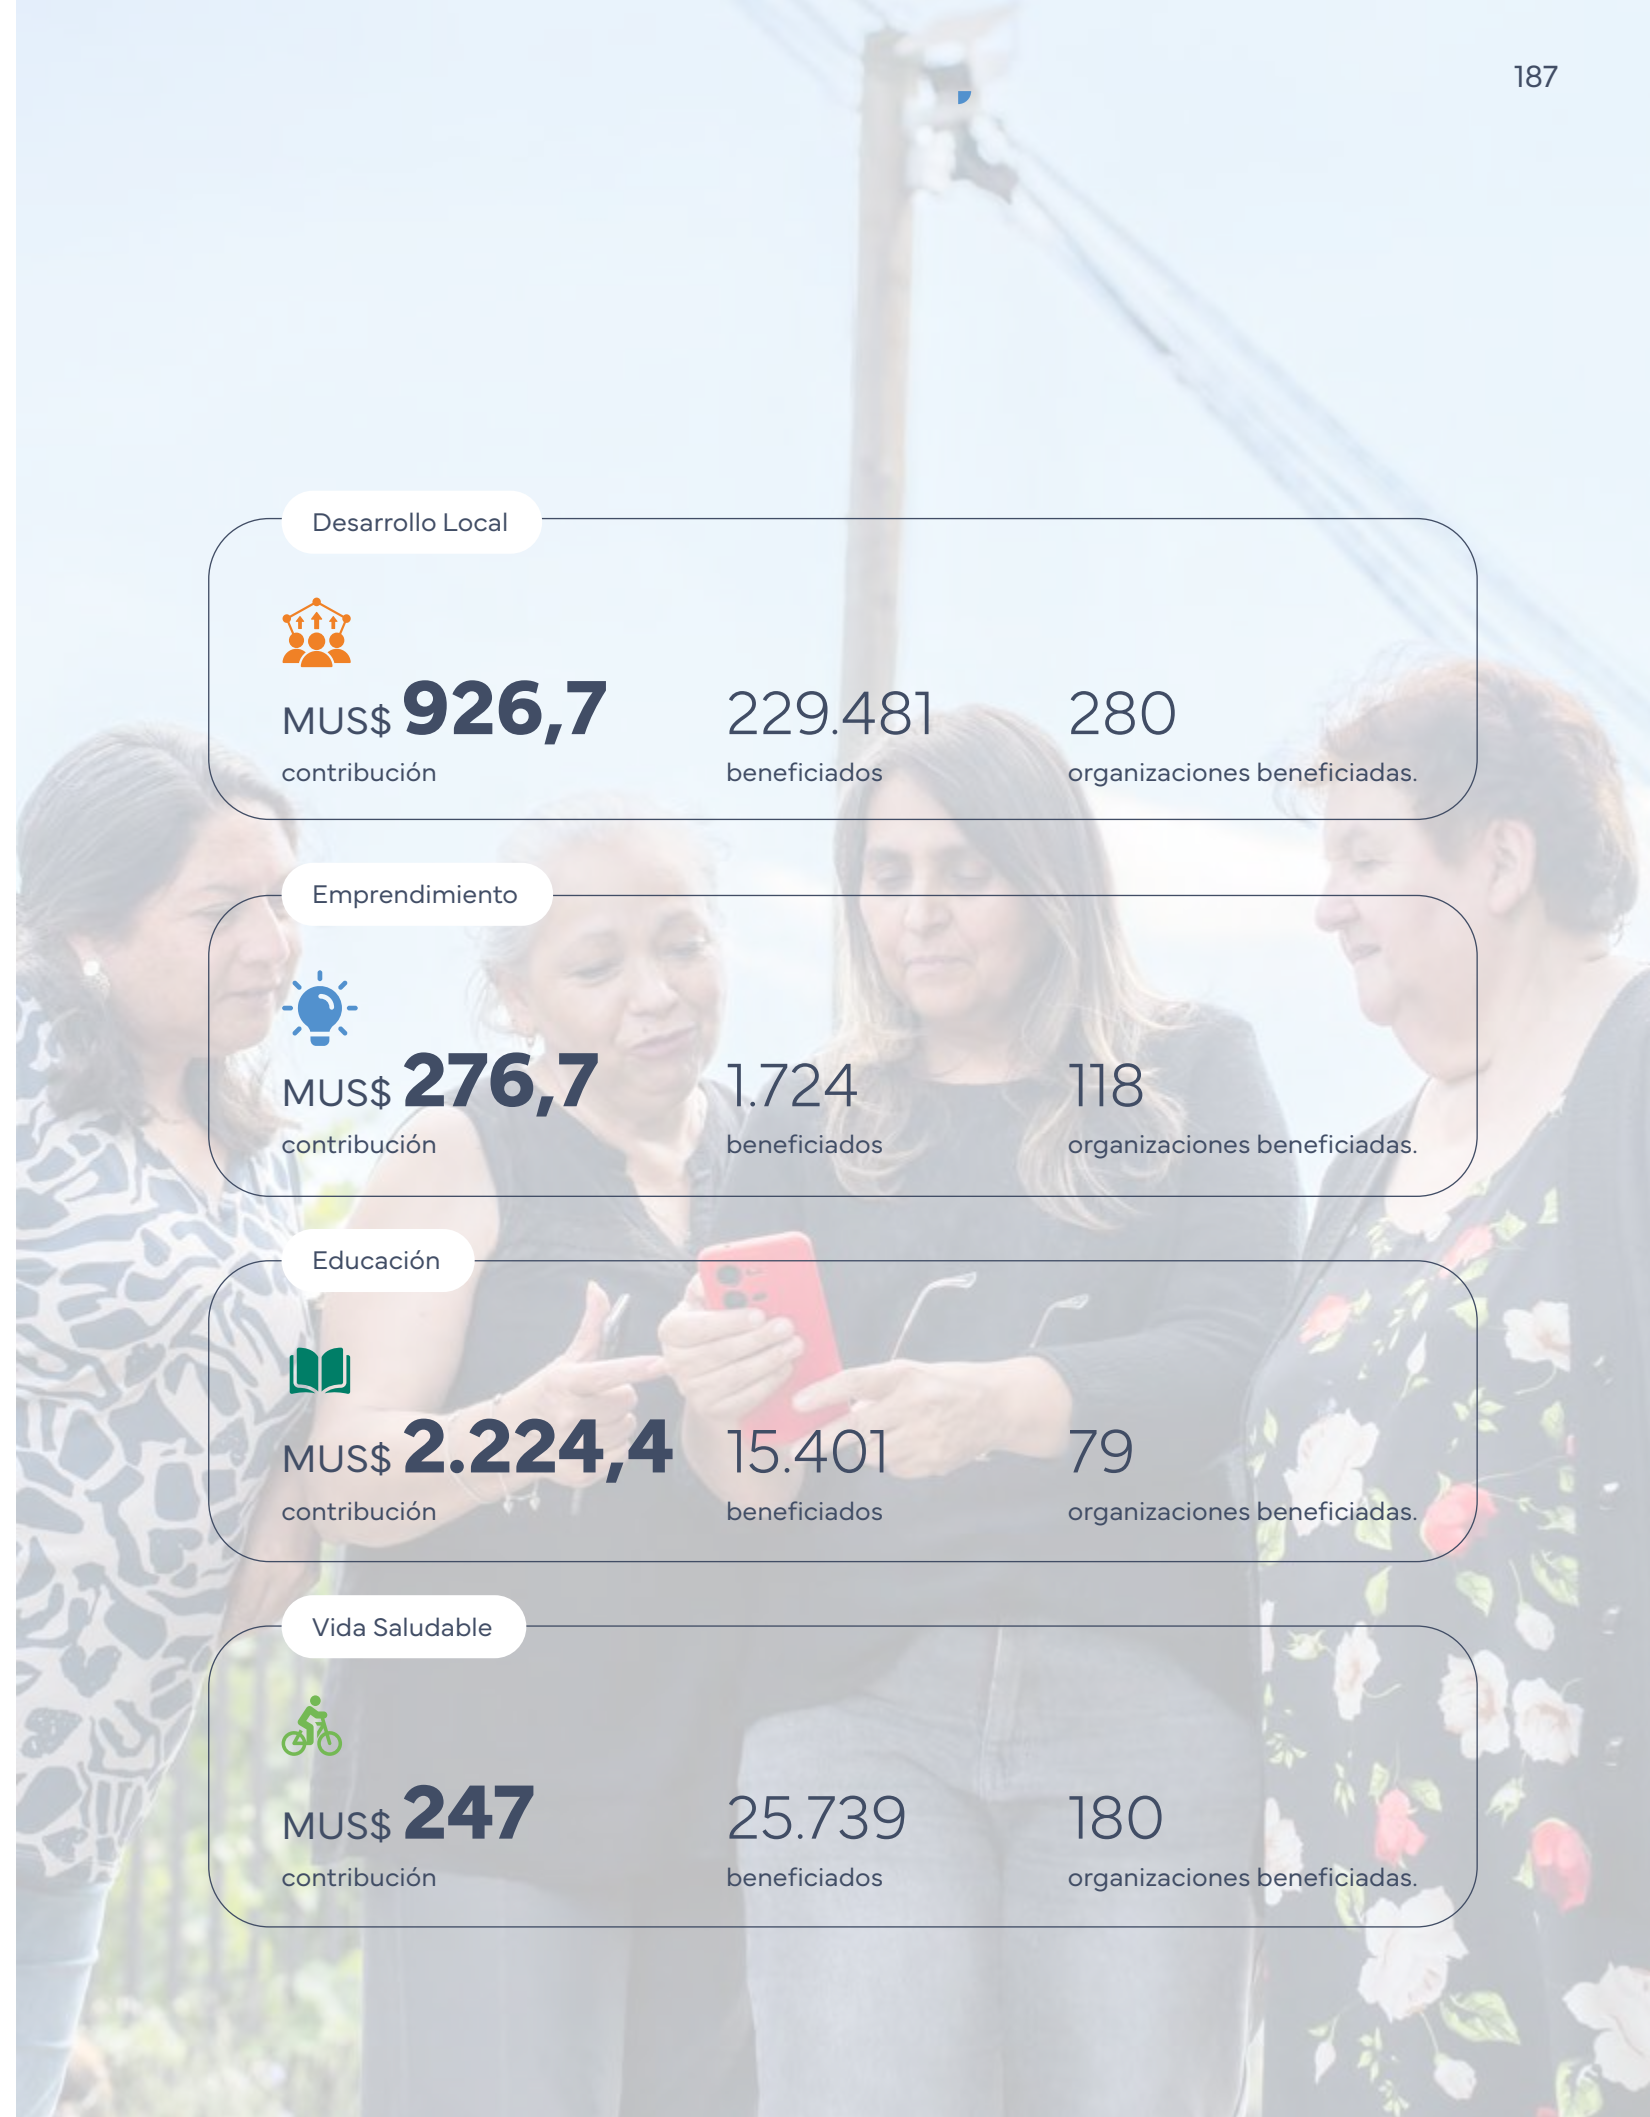 187
Desarrollo Local
MUS$ 926,7 229.481 280
contribución beneficiados organizaciones beneficiadas.
Emprendimiento
MUS$ 276,7 1.724 118
contribución beneficiados organizaciones beneficiadas.
Educación
MUS$ 2.224,4 15.401 79
contribución beneficiados organizaciones beneficiadas.
Vida Saludable
MUS$ 247 25.739 180
contribución beneficiados organizaciones beneficiadas.